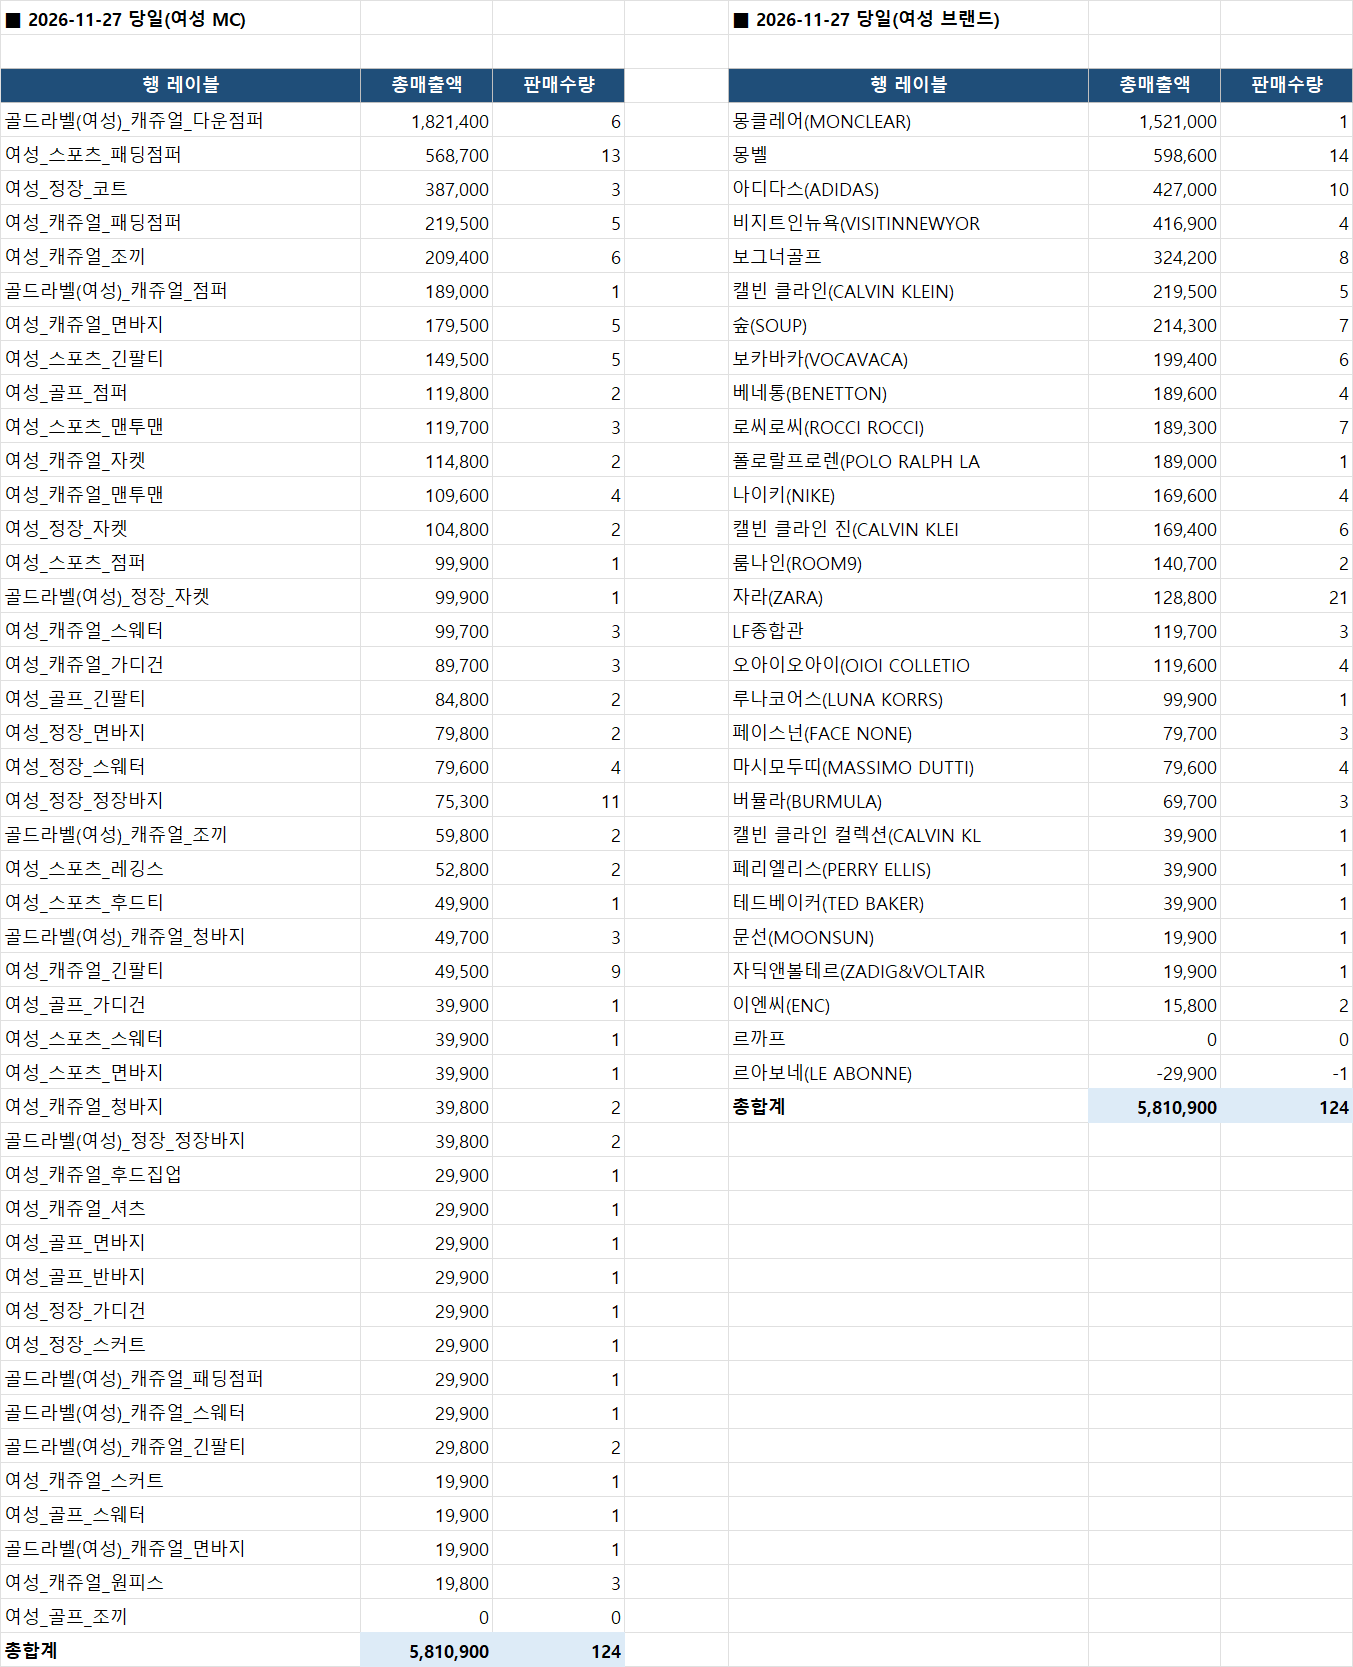 ■ 2026-11-27 당일(여성 MC)
행 레이블 총매출액 판매수량
골드라벨(여성)_캐쥬얼_다운점퍼 1,821,400 6
여성_스포츠_패딩점퍼 568,700 13
여성_정장_코트 387,000 3
여성_캐쥬얼_패딩점퍼 219,500 5
여성_캐쥬얼_조끼 209,400 6
골드라벨(여성)_캐쥬얼_점퍼 189,000 1
여성_캐쥬얼_면바지 179,500 5
여성_스포츠_긴팔티 149,500 5
여성_골프_점퍼 119,800 2
여성_스포츠_맨투맨 119,700 3
여성_캐쥬얼_자켓 114,800 2
여성_캐쥬얼_맨투맨 109,600 4
여성_정장_자켓 104,800 2
여성_스포츠_점퍼 99,900 1
골드라벨(여성)_정장_자켓 99,900 1
여성_캐쥬얼_스웨터 99,700 3
여성_캐쥬얼_가디건 89,700 3
여성_골프_긴팔티 84,800 2
여성_정장_면바지 79,800 2
여성_정장_스웨터 79,600 4
여성_정장_정장바지 75,300 11
골드라벨(여성)_캐쥬얼_조끼 59,800 2
여성_스포츠_레깅스 52,800 2
여성_스포츠_후드티 49,900 1
골드라벨(여성)_캐쥬얼_청바지 49,700 3
여성_캐쥬얼_긴팔티 49,500 9
여성_골프_가디건 39,900 1
여성_스포츠_스웨터 39,900 1
여성_스포츠_면바지 39,900 1
여성_캐쥬얼_청바지 39,800 2
골드라벨(여성)_정장_정장바지 39,800 2
여성_캐쥬얼_후드집업 29,900 1
여성_캐쥬얼_셔츠 29,900 1
여성_골프_면바지 29,900 1
여성_골프_반바지 29,900 1
여성_정장_가디건 29,900 1
여성_정장_스커트 29,900 1
골드라벨(여성)_캐쥬얼_패딩점퍼 29,900 1
골드라벨(여성)_캐쥬얼_스웨터 29,900 1
골드라벨(여성)_캐쥬얼_긴팔티 29,800 2
여성_캐쥬얼_스커트 19,900 1
여성_골프_스웨터 19,900 1
골드라벨(여성)_캐쥬얼_면바지 19,900 1
여성_캐쥬얼_원피스 19,800 3
여성_골프_조끼 0 0
총합계 5,810,900 124
■ 2026-11-27 당일(여성 브랜드)
행 레이블 총매출액 판매수량
몽클레어(MONCLEAR) 1,521,000 1
몽벨 598,600 14
아디다스(ADIDAS) 427,000 10
비지트인뉴욕(VISITINNEWYOR 416,900 4
보그너골프 324,200 8
캘빈 클라인(CALVIN KLEIN) 219,500 5
숲(SOUP) 214,300 7
보카바카(VOCAVACA) 199,400 6
베네통(BENETTON) 189,600 4
로씨로씨(ROCCI ROCCI) 189,300 7
폴로랄프로렌(POLO RALPH LA 189,000 1
나이키(NIKE) 169,600 4
캘빈 클라인 진(CALVIN KLEI 169,400 6
룸나인(ROOM9) 140,700 2
자라(ZARA) 128,800 21
LF종합관 119,700 3
오아이오아이(OIOI COLLETIO 119,600 4
루나코어스(LUNA KORRS) 99,900 1
페이스넌(FACE NONE) 79,700 3
마시모두띠(MASSIMO DUTTI) 79,600 4
버뮬라(BURMULA) 69,700 3
캘빈 클라인 컬렉션(CALVIN KL 39,900 1
페리엘리스(PERRY ELLIS) 39,900 1
테드베이커(TED BAKER) 39,900 1
문선(MOONSUN) 19,900 1
자딕앤볼테르(ZADIG&VOLTAIR 19,900 1
이엔씨(ENC) 15,800 2
르까프 0 0
르아보네(LE ABONNE) -29,900 -1
총합계 5,810,900 124